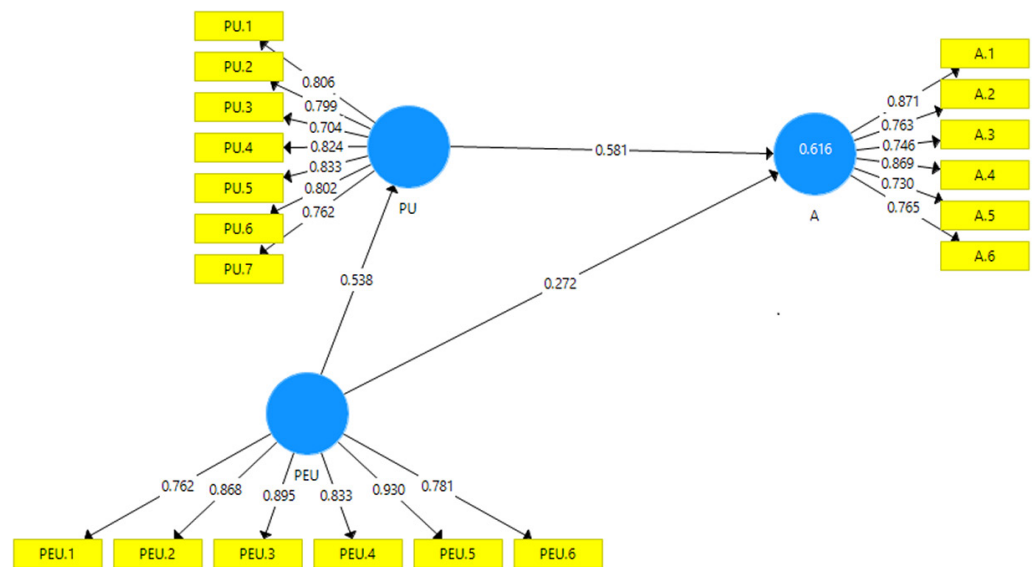 PU.1
PU.2
PU.3
PU.4
PU.5
PU.6
PU.7
0.806
0.799
0.704
0.824
0.833
0.802
0.762
PU
0.581
0.616
A
0.871
0.763
0.746
0.869
0.730
0.765
A.1
A.2
A.3
A.4
A.5
A.6
0.538
0.272
PEU
0.762
0.868
0.895
0.833
0.930
0.781
PEU.1
PEU.2
PEU.3
PEU.4
PEU.5
PEU.6